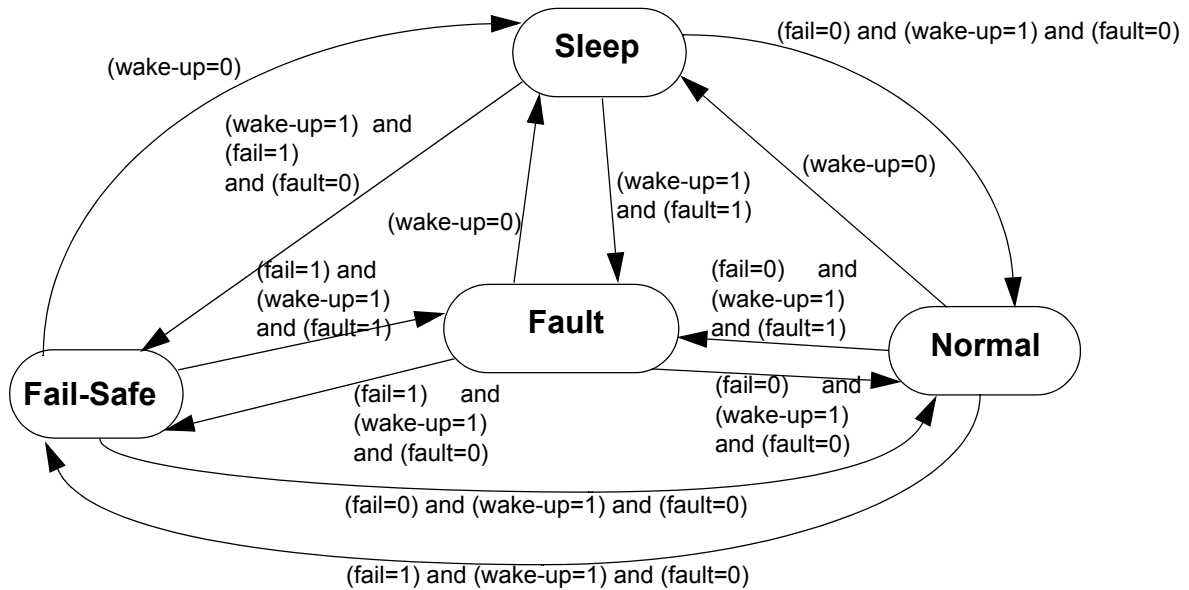 Sleep
(fail=0) and (wake-up=1) and (fault=0)
(wake-up=0)
(wake-up=1) and
(fail=1)
and (fault=0)
(wake-up=0)
(wake-up=1)
and (fault=1)
(wake-up=0)
(fail=1) and
(wake-up=1)
and (fault=1)
Fault
(fail=0) and
(wake-up=1)
and (fault=1)
Normal
Fail-Safe
(fail=1) and
(wake-up=1)
and (fault=0)
(fail=0) and
(wake-up=1)
and (fault=0)
(fail=0) and (wake-up=1) and (fault=0)
(fail=1) and (wake-up=1) and (fault=0)